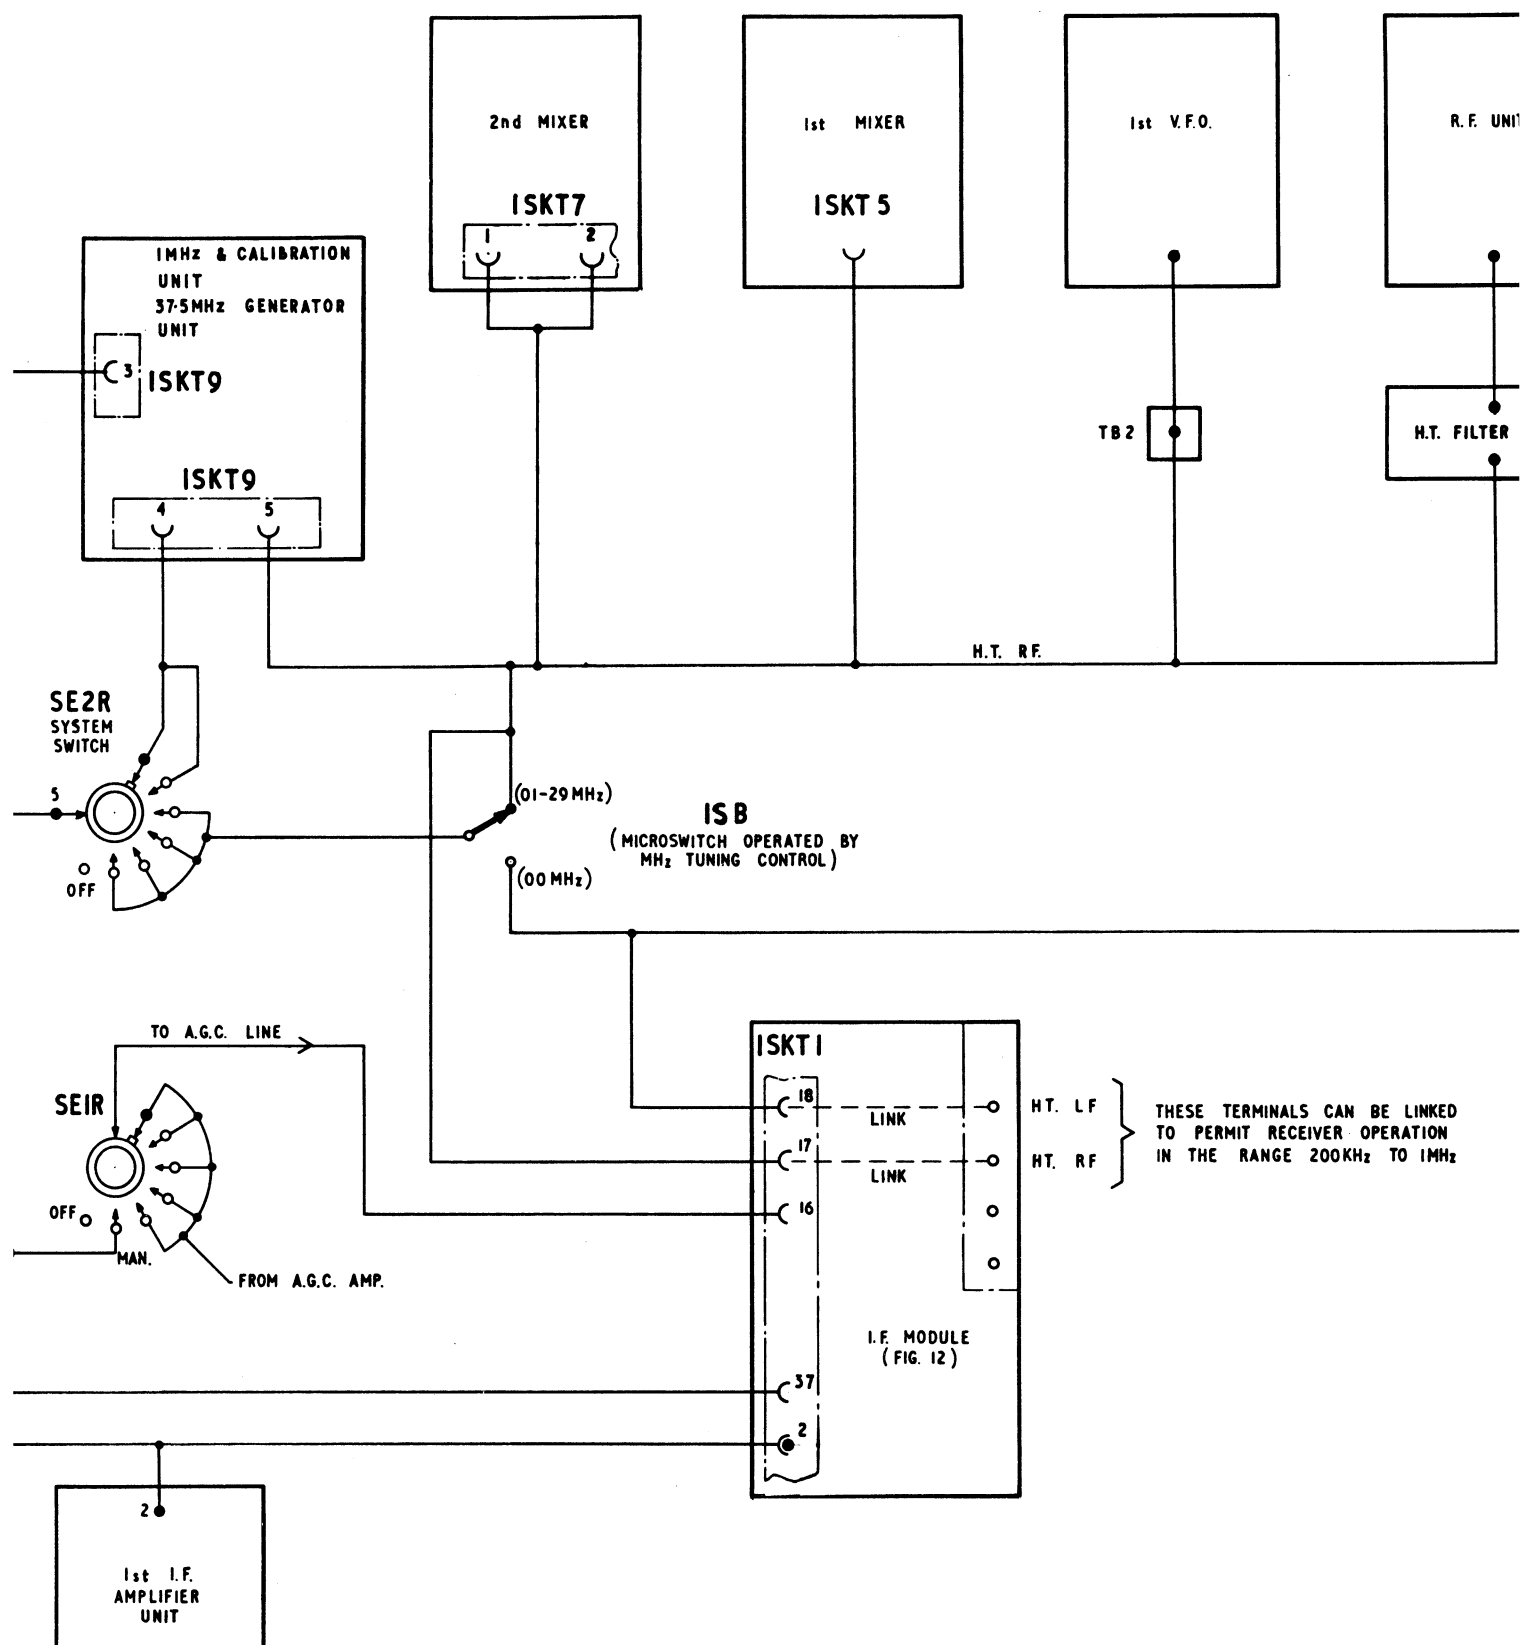 2nd MIXER
1st MIXER
1st V.F.O.
R.F. UNI
1SKT7
1 2
1SKT5
1MHz & CALIBRATION
UNIT
37·5MHz GENERATOR
UNIT
3
1SKT9
TB2
H.T. FILTER
1SKT9
4 5
H.T. RF.
SE2R
SYSTEM
SWITCH
5
OFF
(01-29MHz)
1SB
(MICROSWITCH OPERATED BY
MHz TUNING CONTROL)
(00MHz)
TO A.G.C. LINE
SE1R
OFF
MAN.
FROM A.G.C. AMP.
1SKT1
18
LINK
HT. LF
17
LINK
HT. RF
16
THESE TERMINALS CAN BE LINKED
TO PERMIT RECEIVER OPERATION
IN THE RANGE 200KHz TO 1MHz
I.F. MODULE
(FIG. 12)
37
2
2
1st I.F.
AMPLIFIER
UNIT